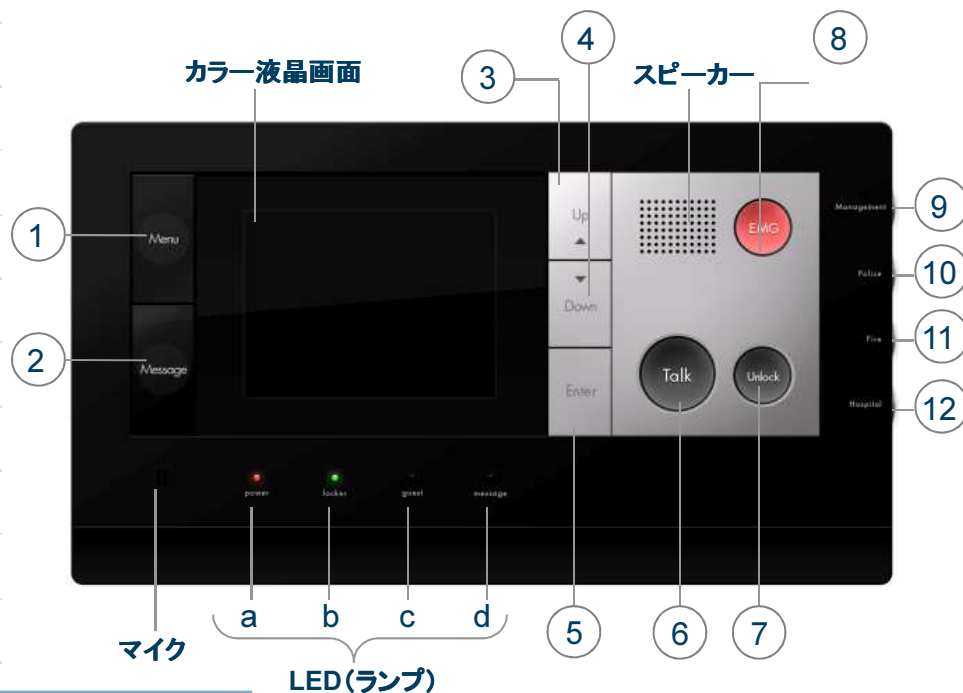 4
8
カラー液晶画面
3
スピーカー
Up
Management
9
EMG
1
Menu
Police
10
Down
Fire
11
2
Message
Talk
Unlock
Enter
Hospital
12
power
locker
guest
message
a
b
c
d
5
6
7
マイク
LED(ランプ)